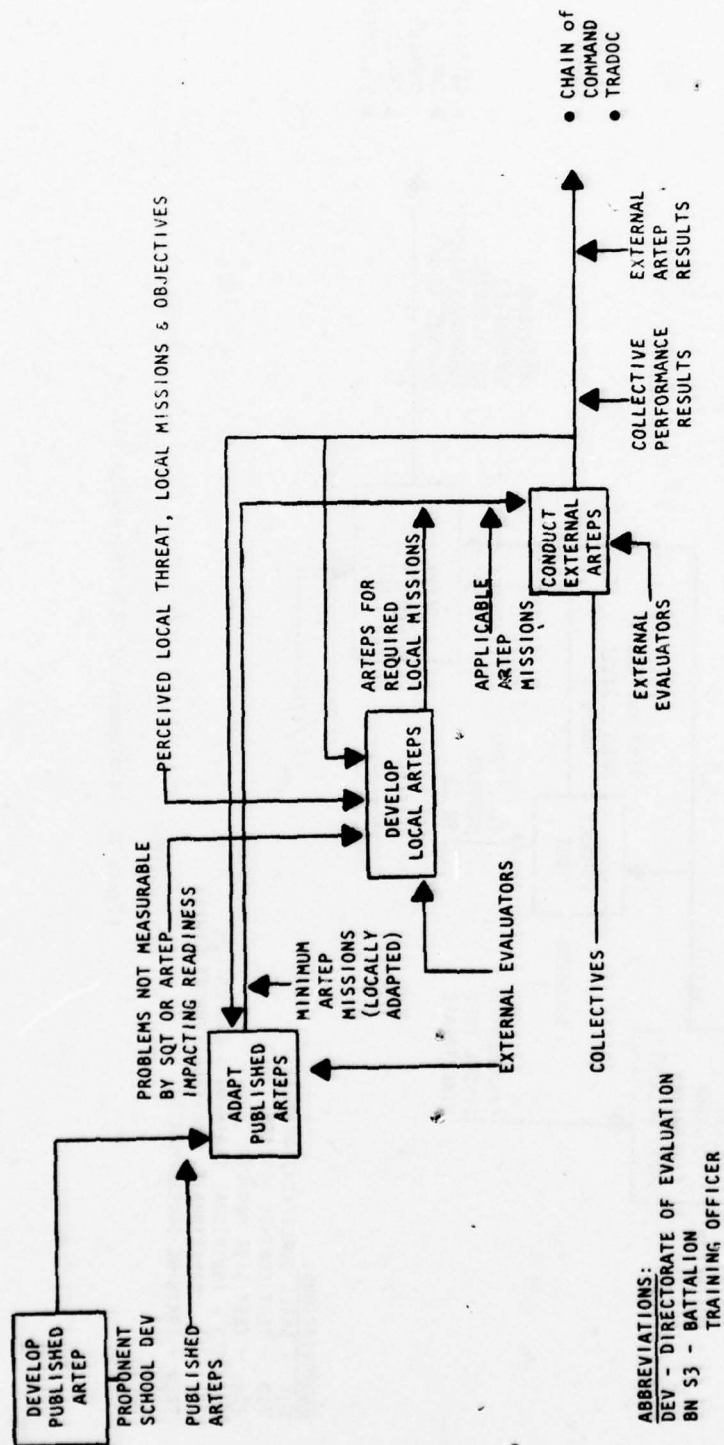 DEVELOP
PUBLISHED
ARTEP
PROPONENT
SCHOOL DEV
PUBLISHED
ARTEPS
PROBLEMS NOT MEASURABLE
BY SQT OR ARTEP
IMPACTING READINESS
PERCEIVED LOCAL THREAT, LOCAL MISSIONS & OBJECTIVES
ADAPT
PUBLISHED
ARTEPS
MINIMUM
ARTEP
MISSIONS
(LOCALLY
ADAPTED)
DEVELOP
LOCAL ARTEPS
ARTEPS FOR
REQUIRED
LOCAL MISSIONS
APPLICABLE
ARTEP
MISSIONS
EXTERNAL EVALUATORS
COLLECTIVES
CONDUCT
EXTERNAL
ARTEPS
EXTERNAL
EVALUATORS
COLLECTIVE
PERFORMANCE
RESULTS
EXTERNAL
ARTEP
RESULTS
• CHAIN OF
COMMAND
• TRADOC
ABBREVIATIONS:
DEV - DIRECTORATE OF EVALUATION
BN S3 - BATTALION
TRAINING OFFICER